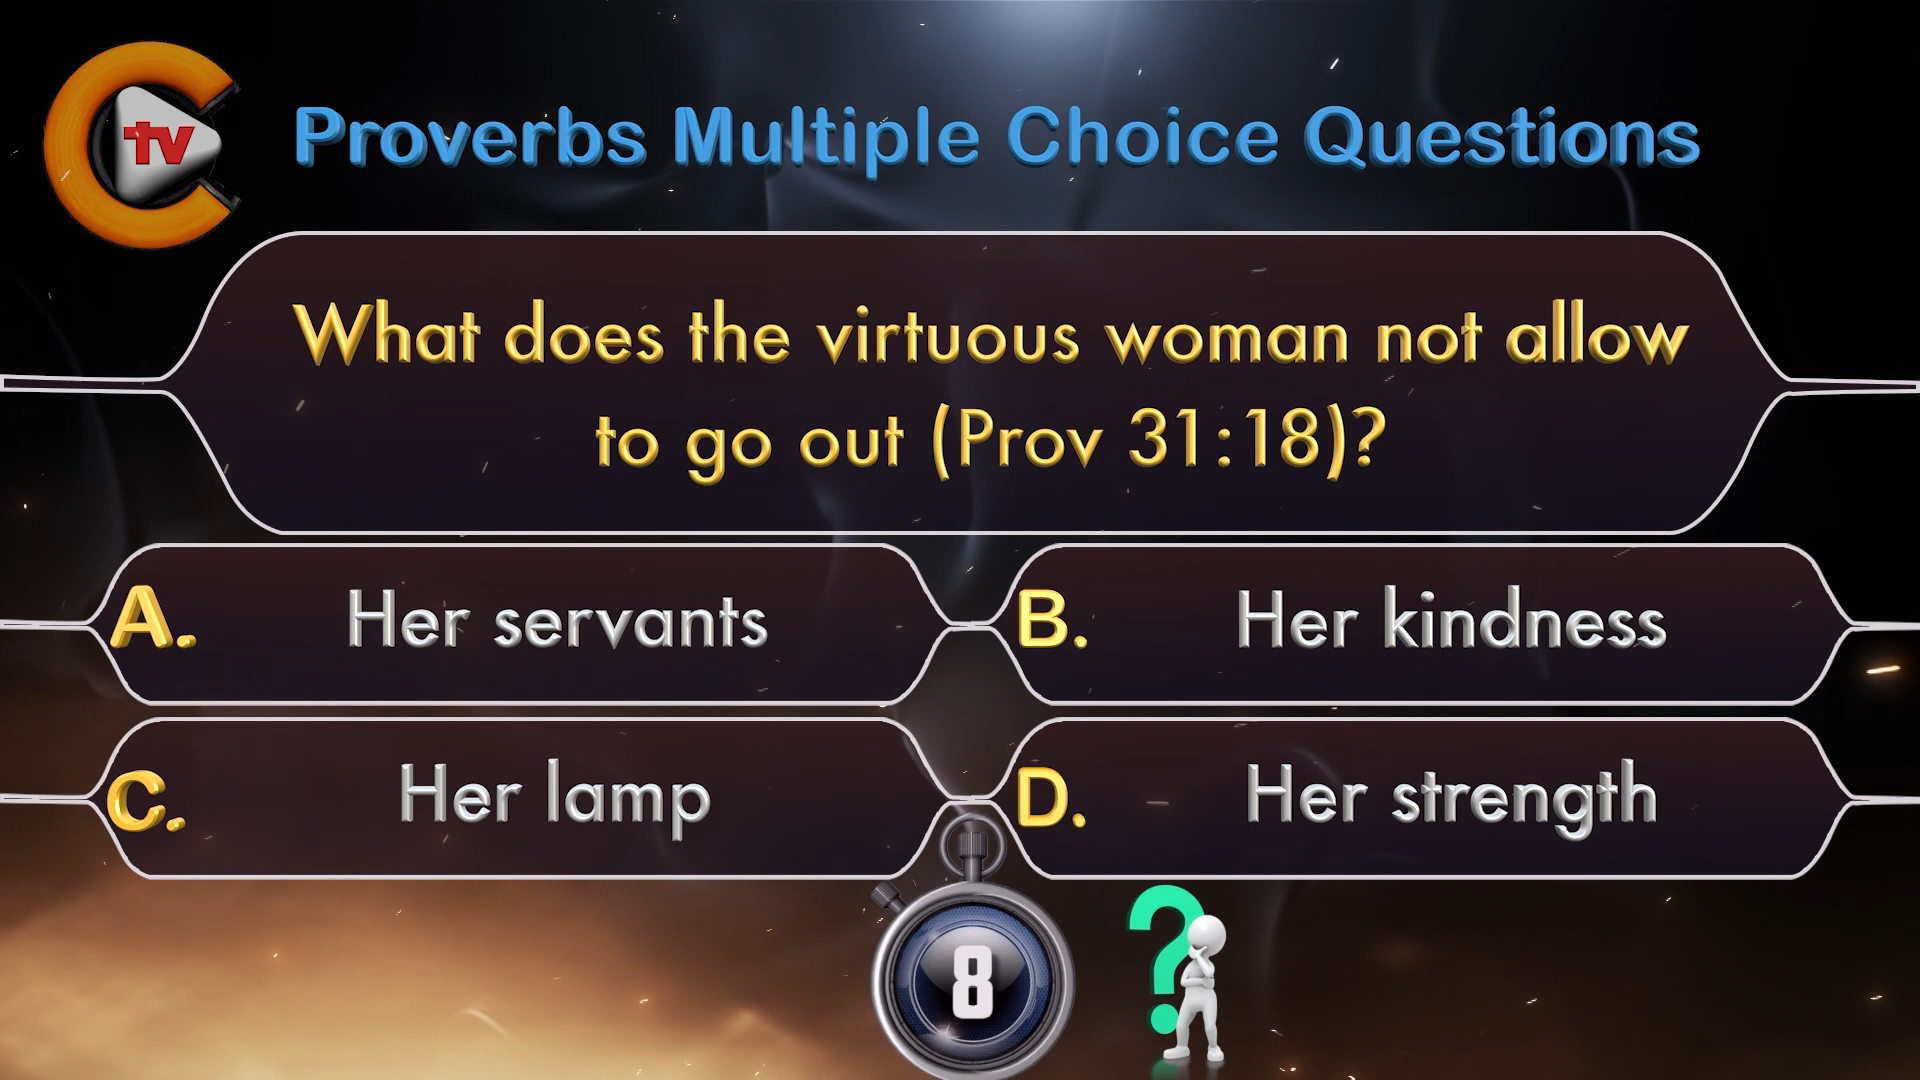 tv
Proverbs Multiple Choice Questions
What does the virtuous woman not allow
to go out (Prov 31:18)?
A. Her servants
B. Her kindness
C. Her lamp
D. Her strength
8
?